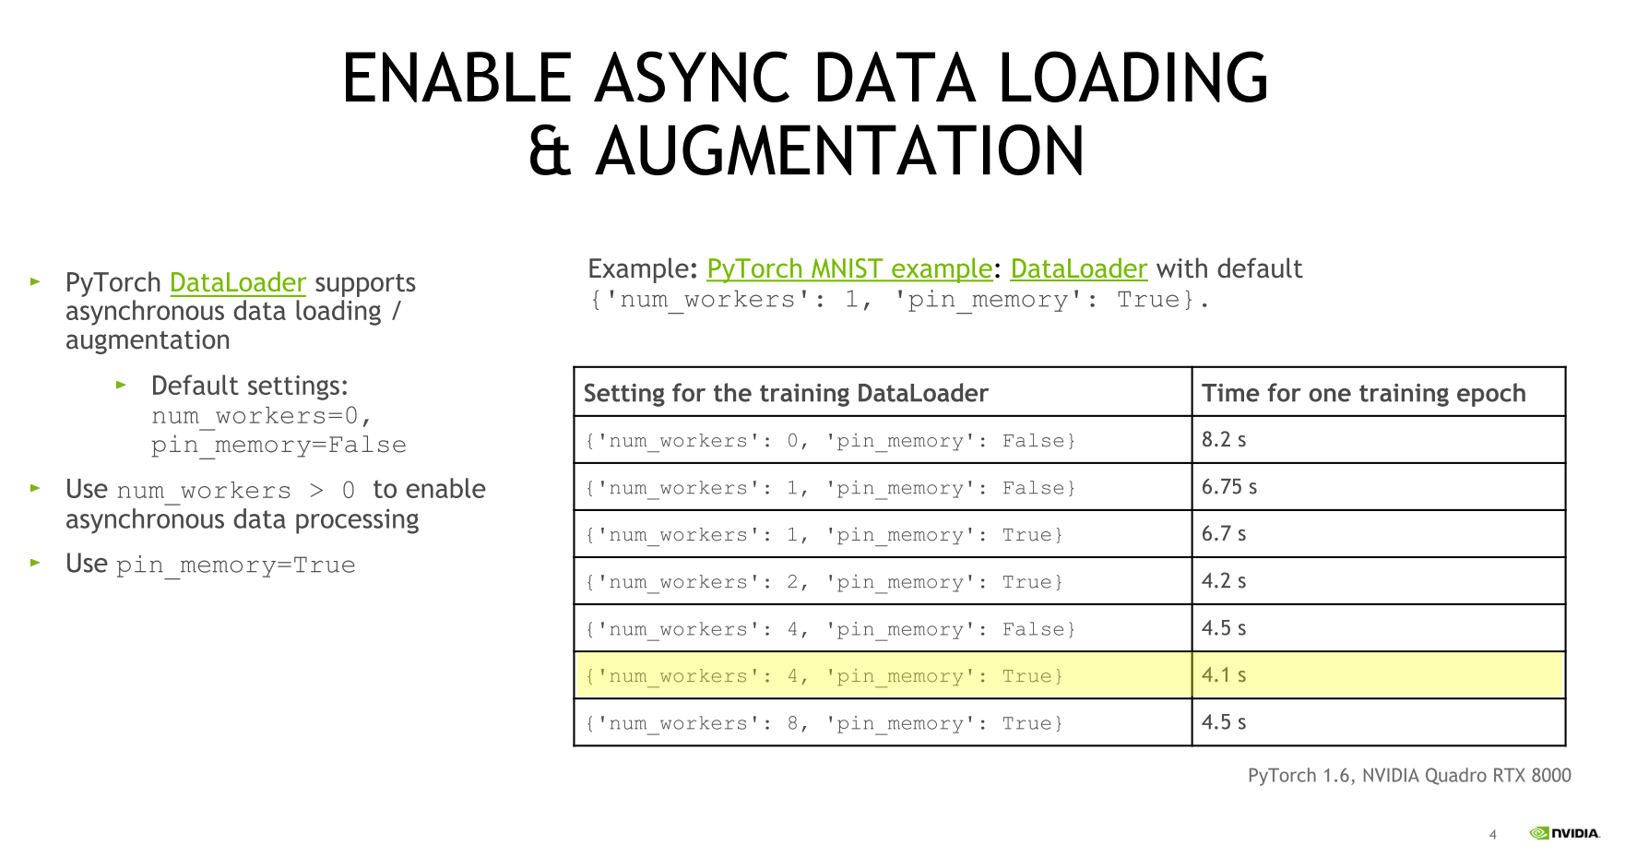 ENABLE ASYNC DATA LOADING
& AUGMENTATION
► PyTorch DataLoader supports
asynchronous data loading /
augmentation
► Default settings:
num_workers=0,
pin_memory=False
► Use num_workers > 0 to enable
asynchronous data processing
► Use pin_memory=True
Example: PyTorch MNIST example: DataLoader with default
{'num_workers': 1, 'pin_memory': True}.
Setting for the training DataLoader Time for one training epoch
{'num_workers': 0, 'pin_memory': False} 8.2 s
{'num_workers': 1, 'pin_memory': False} 6.75 s
{'num_workers': 1, 'pin_memory': True} 6.7 s
{'num_workers': 2, 'pin_memory': True} 4.2 s
{'num_workers': 4, 'pin_memory': False} 4.5 s
{'num_workers': 4, 'pin_memory': True} 4.1 s
{'num_workers': 8, 'pin_memory': True} 4.5 s
PyTorch 1.6, NVIDIA Quadro RTX 8000
4 NVIDIA.